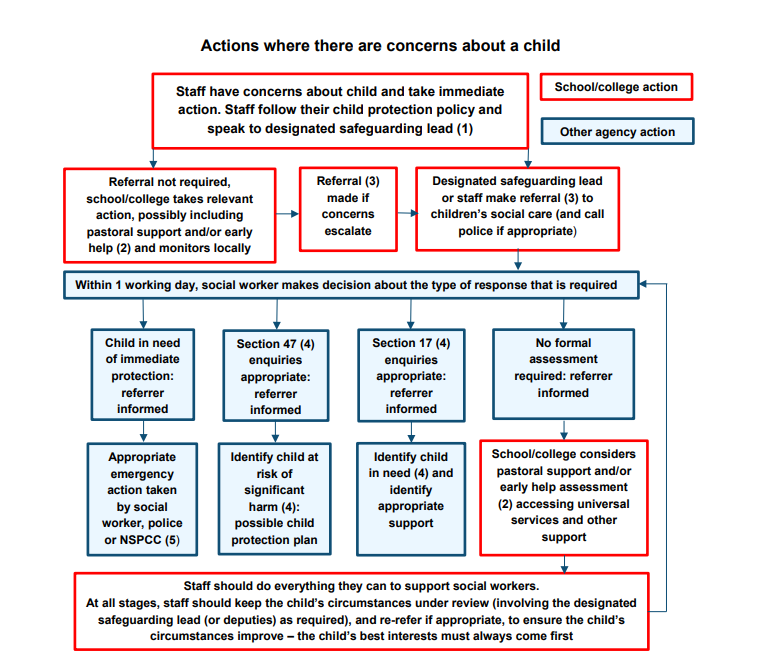 Actions where there are concerns about a child
Staff have concerns about child and take immediate
action. Staff follow their child protection policy and
speak to designated safeguarding lead (1)
School/college action
Other agency action
Referral not required,
school/college takes relevant
action, possibly including
pastoral support and/or early
help (2) and monitors locally
Referral (3)
made if
concerns
escalate
Designated safeguarding lead
or staff make referral (3) to
children’s social care (and call
police if appropriate)
Within 1 working day, social worker makes decision about the type of response that is required
Child in need
of immediate
protection:
referrer
informed
Section 47 (4)
enquiries
appropriate:
referrer
informed
Section 17 (4)
enquiries
appropriate:
referrer
informed
No formal
assessment
required: referrer
informed
Appropriate
emergency
action taken
by social
worker, police
or NSPCC (5)
Identify child at
risk of
significant
harm (4):
possible child
protection plan
Identify child
in need (4) and
identify
appropriate
support
School/college considers
pastoral support and/or
early help assessment
(2) accessing universal
services and other
support
Staff should do everything they can to support social workers.
At all stages, staff should keep the child’s circumstances under review (involving the designated
safeguarding lead (or deputies) as required), and re-refer if appropriate, to ensure the child’s
circumstances improve – the child’s best interests must always come first